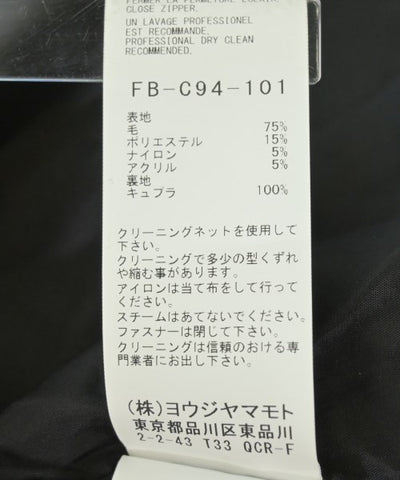 FERMER LA FERMETURE ECLAIR.
CLOSE ZIPPER.
UN LAVAGE PROFESSIONEL
EST RECOMMANDE.
PROFESSIONAL DRY CLEAN
RECOMMENDED.
FB-C94-101
表地
毛 75%
ポリエステル 15%
ナイロン 5%
アクリル 5%
裏地
キュプラ 100%
クリーニングネットを使用して
下さい。
クリーニングで多少の型くずれ
や縮む事があります。
アイロンは当て布をして行って
ください。
スチームはあてないでください。
ファスナーは閉じて下さい。
クリーニングは信頼のおける専
門業者にお出し下さい。
(株)ヨウジヤマモト
東京都品川区東品川
2-2-43 T33 QCR-F